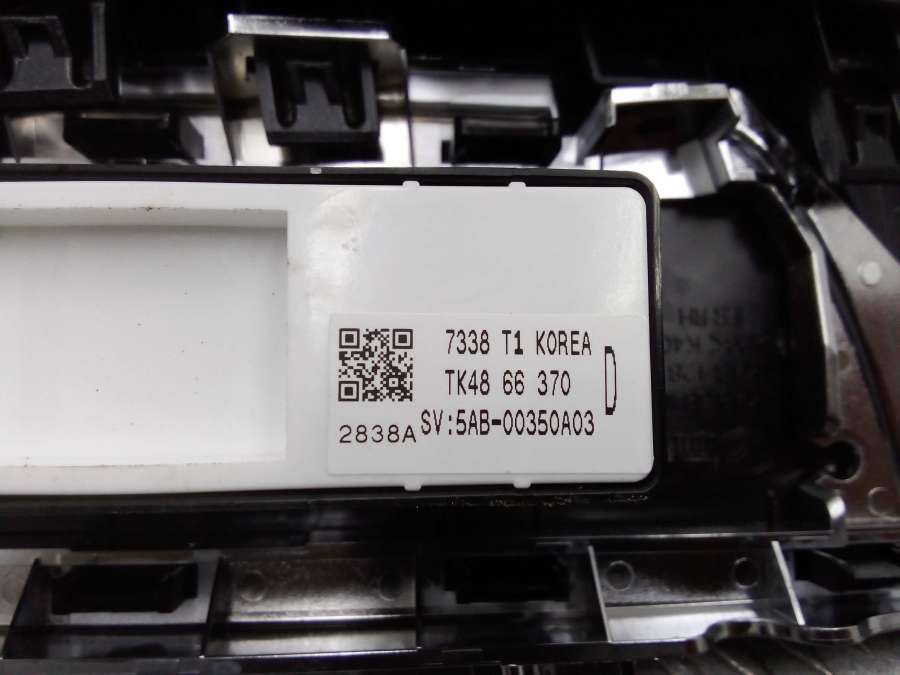 7338 T1 KOREA
TK48 66 370
SV:5AB-00350A03
2838A